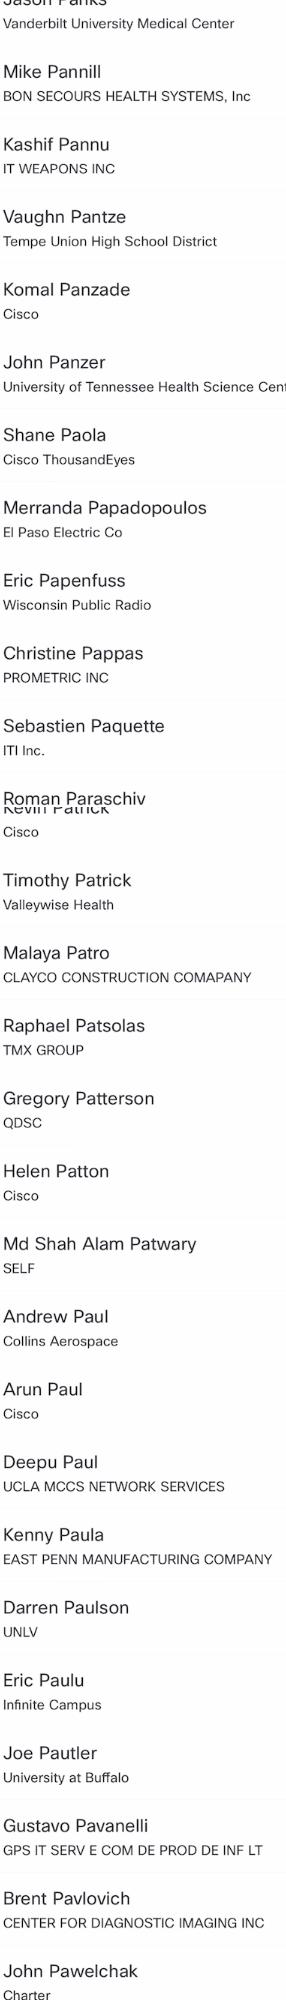 Jason Panks
Vanderbilt University Medical Center
Mike Pannill
BON SECOURS HEALTH SYSTEMS, Inc
Kashif Pannu
IT WEAPONS INC
Vaughn Pantze
Tempe Union High School District
Komal Panzade
Cisco
John Panzer
University of Tennessee Health Science Cent
Shane Paola
Cisco ThousandEyes
Merranda Papadopoulos
El Paso Electric Co
Eric Papenfuss
Wisconsin Public Radio
Christine Pappas
PROMETRIC INC
Sebastien Paquette
ITI Inc.
Roman Paraschiv
Kevin Patrick
Cisco
Timothy Patrick
Valleywise Health
Malaya Patro
CLAYCO CONSTRUCTION COMAPANY
Raphael Patsolas
TMX GROUP
Gregory Patterson
QDSC
Helen Patton
Cisco
Md Shah Alam Patwary
SELF
Andrew Paul
Collins Aerospace
Arun Paul
Cisco
Deepu Paul
UCLA MCCS NETWORK SERVICES
Kenny Paula
EAST PENN MANUFACTURING COMPANY
Darren Paulson
UNLV
Eric Paulu
Infinite Campus
Joe Pautler
University at Buffalo
Gustavo Pavanelli
GPS IT SERV E COM DE PROD DE INF LT
Brent Pavlovich
CENTER FOR DIAGNOSTIC IMAGING INC
John Pawelchak
Charter